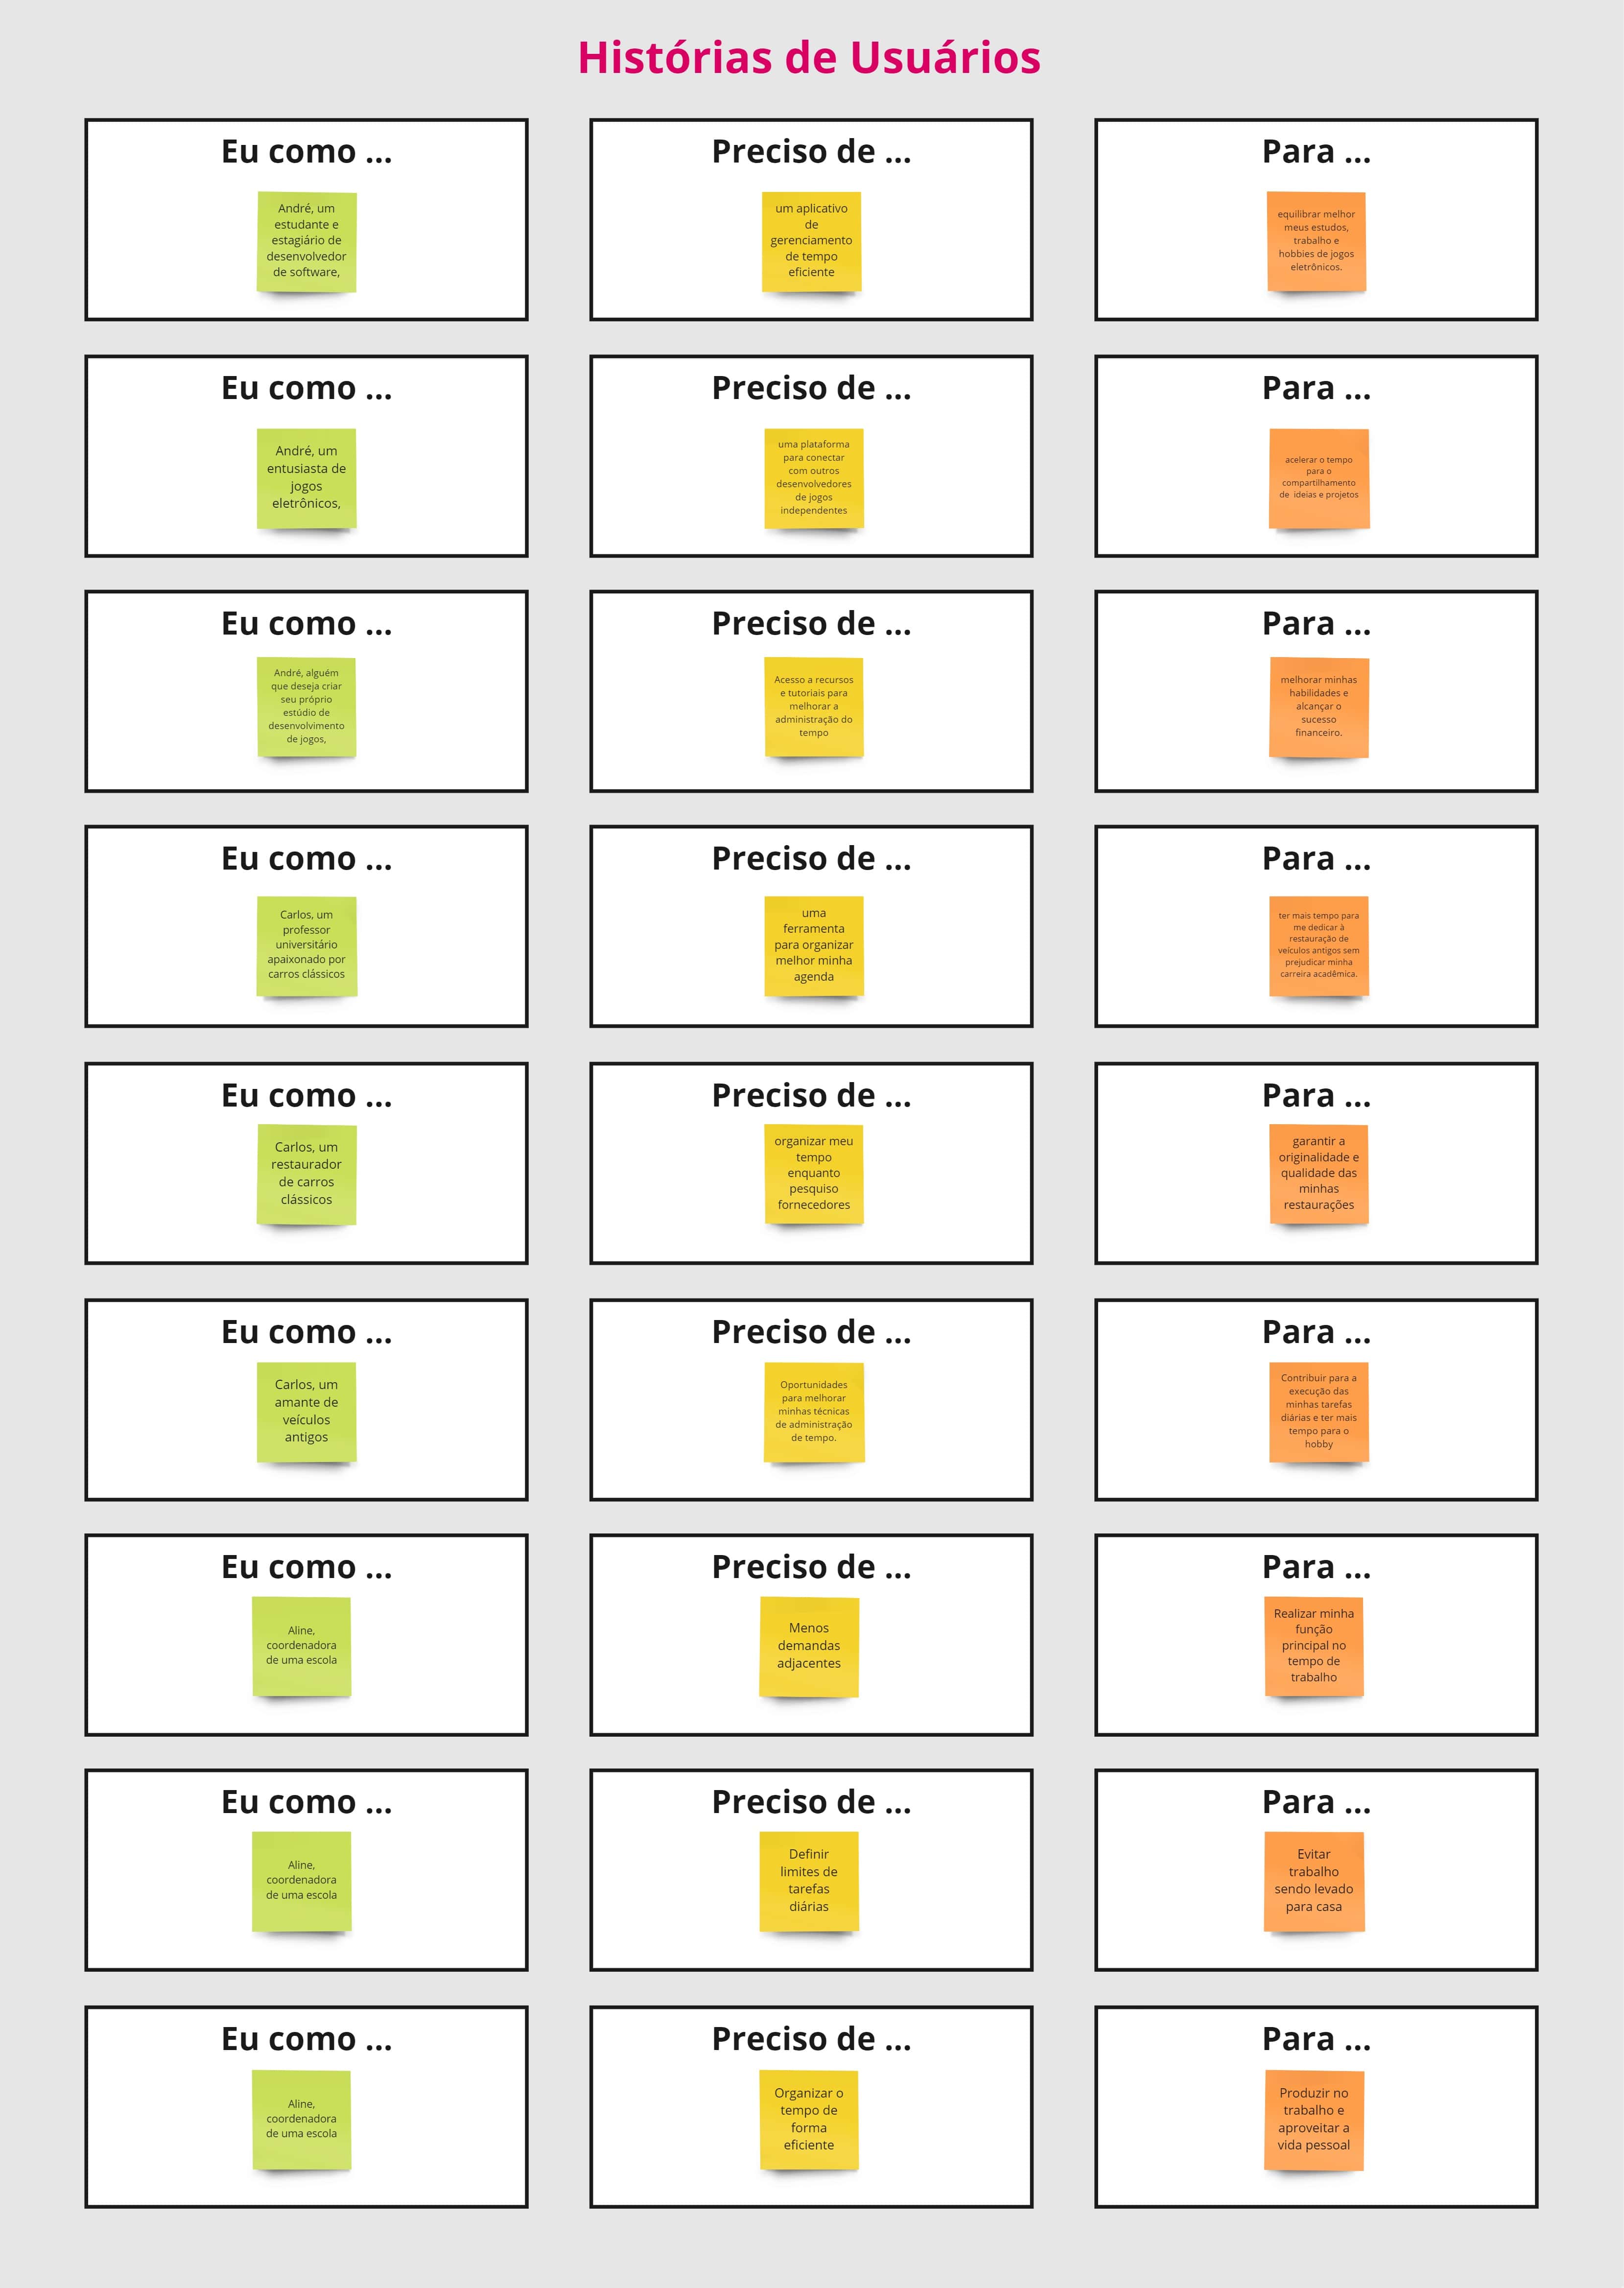 Histórias de Usuários
Eu como ...
André, um
estudante e
estagiário de
desenvolvedor
de software,
Preciso de ...
um aplicativo
de
gerenciamento
de tempo
eficiente
Para ...
equilibrar melhor
meus estudos,
trabalho e
hobbies de jogos
eletrônicos.
Eu como ...
André, um
entusiasta de
jogos
eletrônicos,
Preciso de ...
uma plataforma
para conectar
com outros
desenvolvedores
de jogos
independentes
Para ...
acelerar o tempo
para o
compartilhamento
de ideias e projetos
Eu como ...
André, alguém
que deseja criar
seu próprio
estúdio de
desenvolvimento
de jogos,
Preciso de ...
Acesso a recursos
e tutoriais para
melhorar a
administração do
tempo
Para ...
melhorar minhas
habilidades e
alcançar o
sucesso
financeiro.
Eu como ...
Carlos, um
professor
universitário
apaixonado por
carros clássicos
Preciso de ...
uma
ferramenta
para organizar
melhor minha
agenda
Para ...
ter mais tempo para
me dedicar à
restauração de
veículos antigos sem
prejudicar minha
carreira acadêmica.
Eu como ...
Carlos, um
restaurador
de carros
clássicos
Preciso de ...
organizar meu
tempo
enquanto
pesquiso
fornecedores
Para ...
garantir a
originalidade e
qualidade das
minhas
restaurações
Eu como ...
Carlos, um
amante de
veículos
antigos
Preciso de ...
Oportunidades
para melhorar
minhas técnicas
de administração
de tempo.
Para ...
Contribuir para a
execução das
minhas tarefas
diárias e ter mais
tempo para o
hobby
Eu como ...
Aline,
coordenadora
de uma escola
Preciso de ...
Menos
demandas
adjacentes
Para ...
Realizar minha
função
principal no
tempo de
trabalho
Eu como ...
Aline,
coordenadora
de uma escola
Preciso de ...
Definir
limites de
tarefas
diárias
Para ...
Evitar
trabalho
sendo levado
para casa
Eu como ...
Aline,
coordenadora
de uma escola
Preciso de ...
Organizar o
tempo de
forma
eficiente
Para ...
Produzir no
trabalho e
aproveitar a
vida pessoal